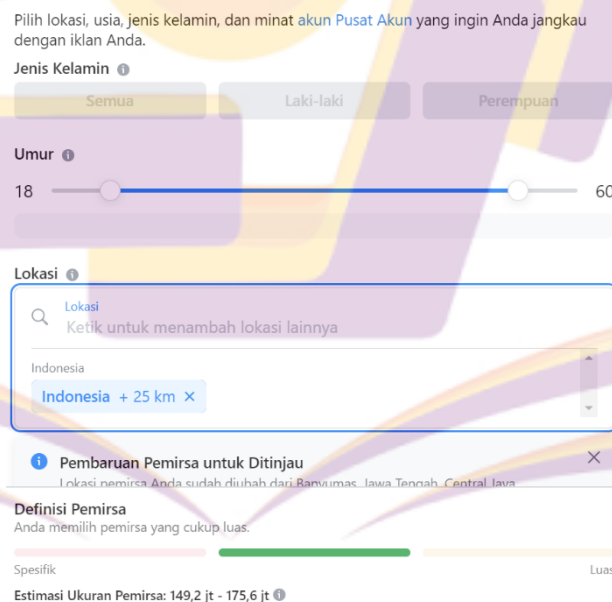 Pilih lokasi, usia, jenis kelamin, dan minat akun Pusat Akun yang ingin Anda jangkau
dengan iklan Anda.
Jenis Kelamin
Semua Laki-laki Perempuan
Umur
18 60
Lokasi
Lokasi
Ketik untuk menambah lokasi lainnya
Indonesia
Indonesia + 25 km ×
Pembaruan Pemirsa untuk Ditinjau
Lokasi pemirsa Anda sudah diubah dari Banyumas, Jawa Tengah, Central Java
Definisi Pemirsa
Anda memilih pemirsa yang cukup luas.
Spesifik Luas
Estimasi Ukuran Pemirsa: 149,2 jt - 175,6 jt